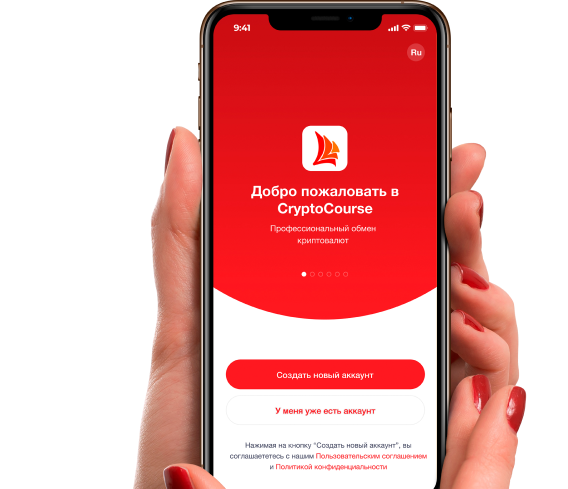 9:41
Ru
Добро пожаловать в
CryptoCourse
Профессиональный обмен
криптовалют
Создать новый аккаунт
У меня уже есть аккаунт
Нажимая на кнопку "Создать новый аккаунт", вы
соглашаетесь с нашим Пользовательским соглашением
и Политикой конфиденциальности